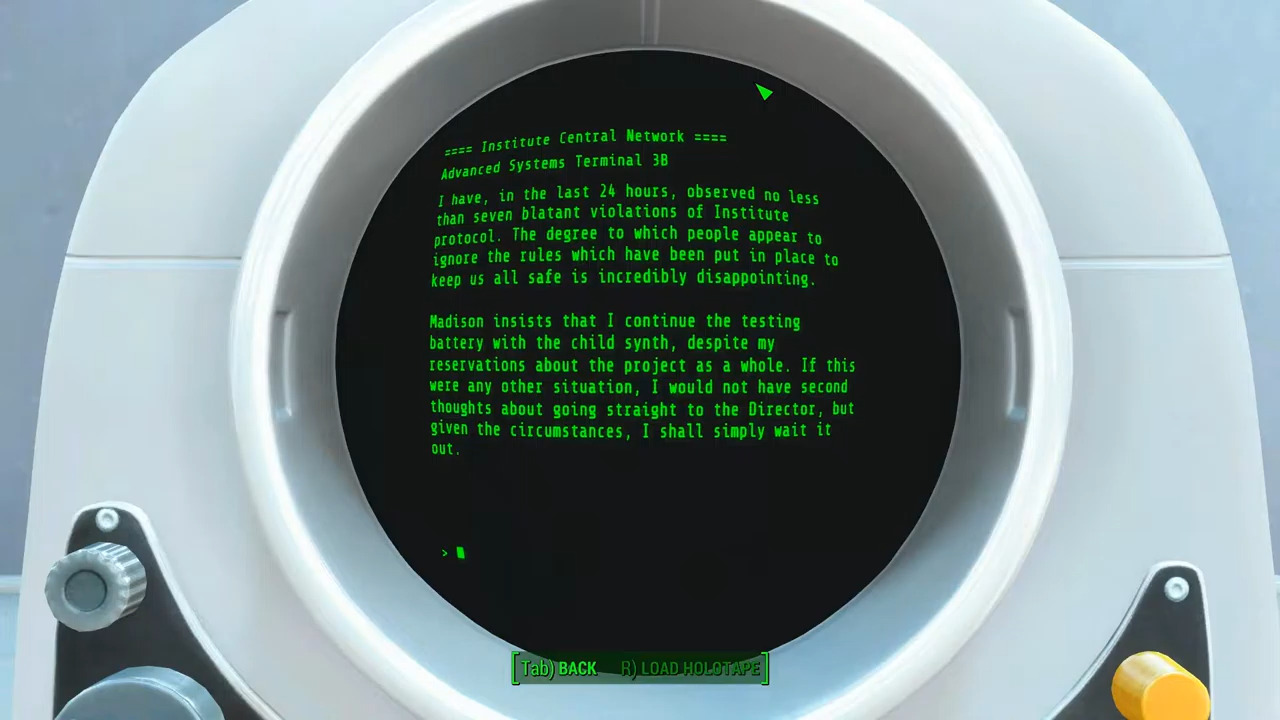 ==== Institute Central Network ====
Advanced Systems Terminal 3B
I have, in the last 24 hours, observed no less
than seven blatant violations of Institute
protocol. The degree to which people appear to
ignore the rules which have been put in place to
keep us all safe is incredibly disappointing.
Madison insists that I continue the testing
battery with the child synth, despite my
reservations about the project as a whole. If this
were any other situation, I would not have second
thoughts about going straight to the Director, but
given the circumstances, I shall simply wait it
out.
>
[Tab) BACK R) LOAD HOLOTAPE]